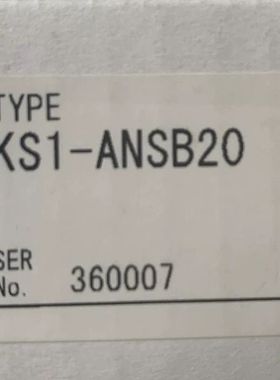 TYPE
KS1-ANSB20
SER
No. 360007